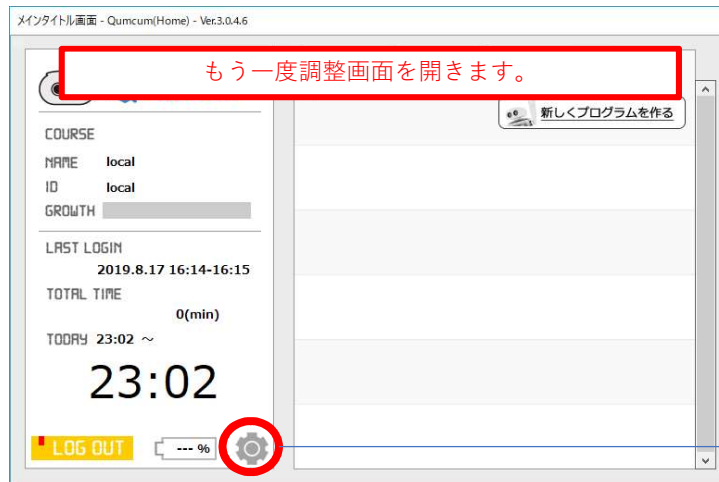 メインタイトル画面 - Qumcum(Home) - Ver.3.0.4.6
もう一度調整画面を開きます。
新しくプログラムを作る
COURSE
NAME local
ID local
GROWTH
LAST LOGIN
2019.8.17 16:14-16:15
TOTAL TIME
0(min)
TODAY 23:02 ～
23:02
LOG OUT
--- %